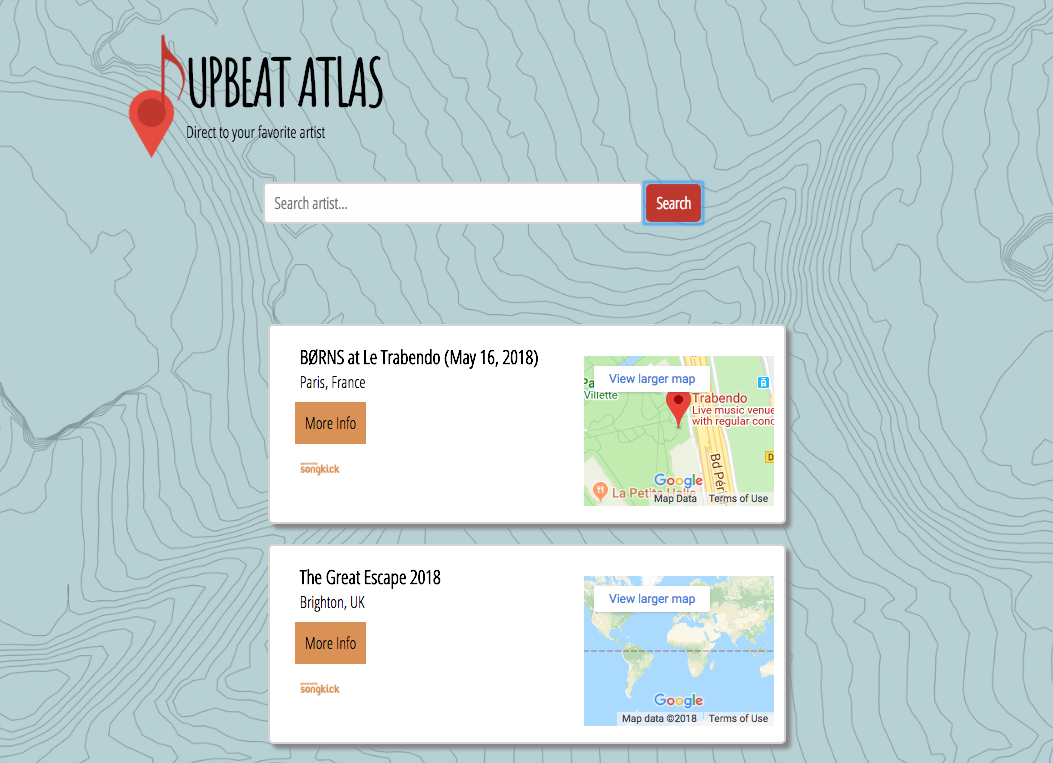 UPBEAT ATLAS
Direct to your favorite artist
Search artist...
Search
BØRNS at Le Trabendo (May 16, 2018)
Paris, France
More Info
songkick
View larger map
Villette
Trabendo
Live music venue
with regular conc
Bd Péri
La Petite Halle
Google
Map Data
Terms of Use
The Great Escape 2018
Brighton, UK
More Info
songkick
View larger map
Google
Map data ©2018
Terms of Use